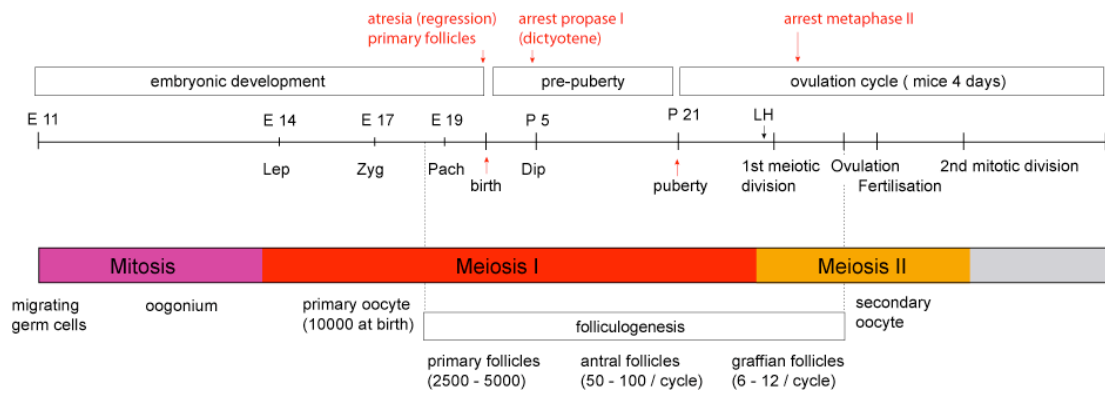 atresia (regression)
primary follicles
arrest propase I
(dictyotene)
arrest metaphase II
embryonic development
pre-puberty
ovulation cycle ( mice 4 days)
E 11
E 14
E 17
E 19
P 5
P 21
LH
Lep
Zyg
Pach
birth
Dip
puberty
1st meiotic
division
Ovulation
Fertilisation
2nd mitotic division
Mitosis
Meiosis I
Meiosis II
migrating
germ cells
oogonium
primary oocyte
(10000 at birth)
secondary
oocyte
folliculogenesis
primary follicles
(2500 - 5000)
antral follicles
(50 - 100 / cycle)
graffian follicles
(6 - 12 / cycle)